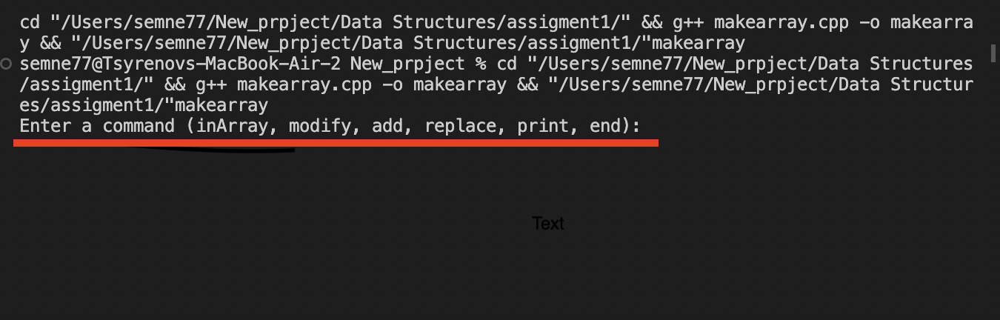 cd "/Users/semne77/New_prpject/Data Structures/assigment1/" && g++ makearray.cpp -o makearra
y && "/Users/semne77/New_prpject/Data Structures/assigment1/"makearray
semne77@Tsyrenovs-MacBook-Air-2 New_prpject % cd "/Users/semne77/New_prpject/Data Structures
/assigment1/" && g++ makearray.cpp -o makearray && "/Users/semne77/New_prpject/Data Structur
es/assigment1/"makearray
Enter a command (inArray, modify, add, replace, print, end):
Text